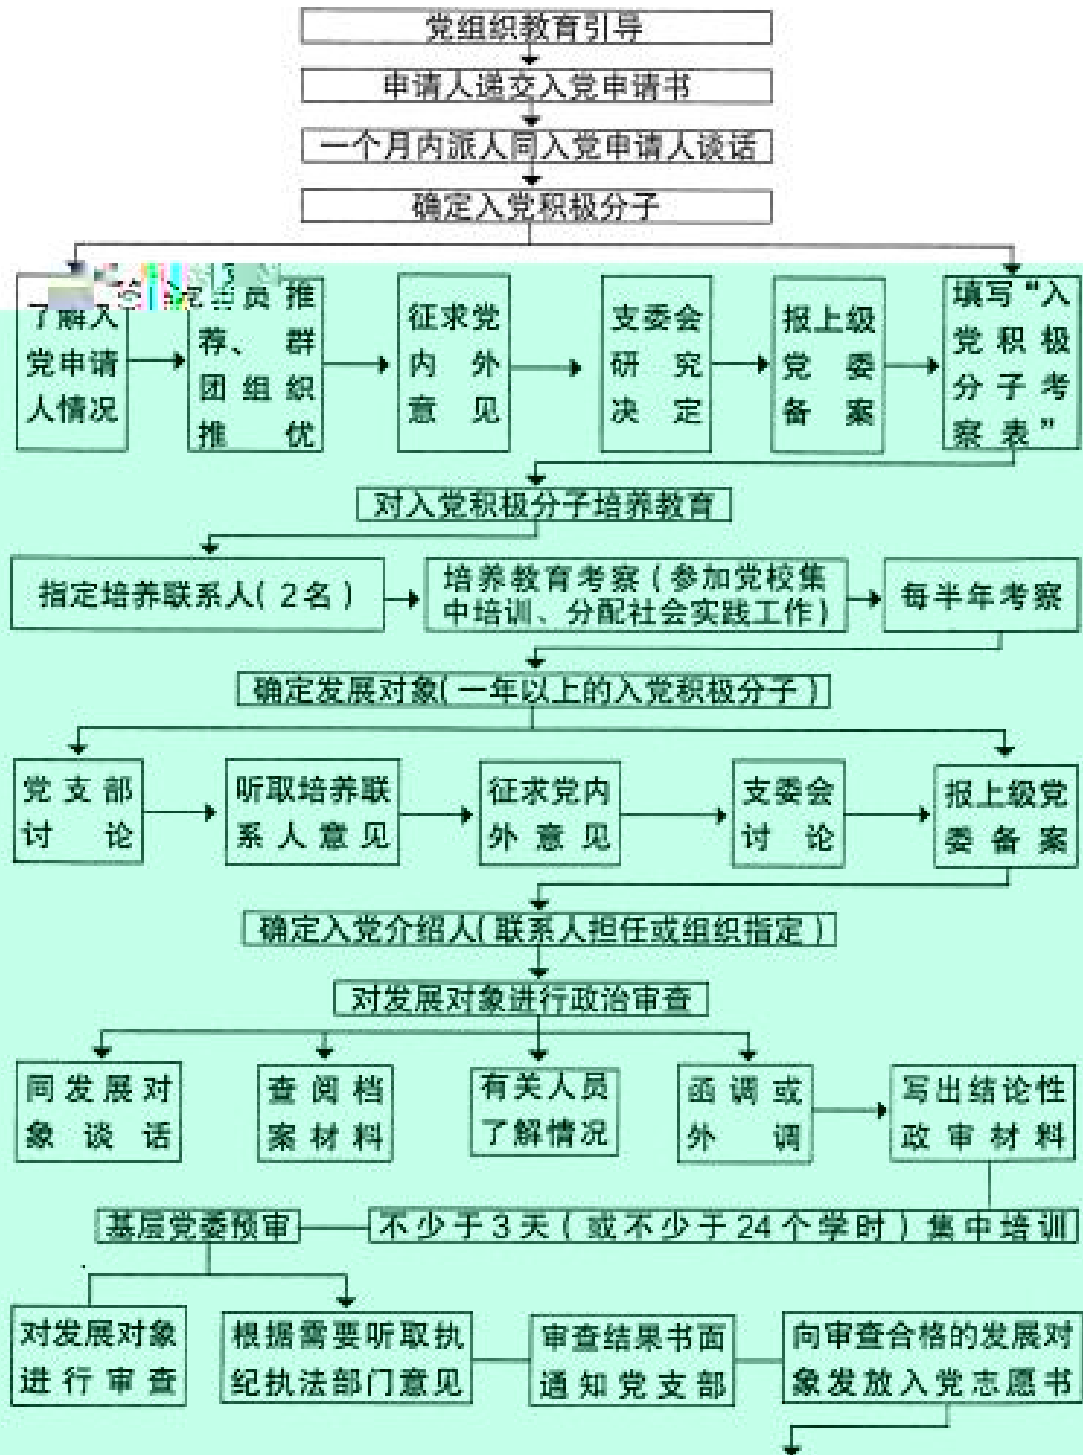 党组织教育引导
申请人递交入党申请书
一个月内派人同入党申请人谈话
确定入党积极分子
了解入
党申请
人情况
员推
荐、群
团组织
推优
征求党
内外
意见
支委会
研究
决定
报上级
党委
备案
填写“入
党积极
分子考
察表”
对入党积极分子培养教育
指定培养联系人(2名)
培养教育考察(参加党校集
中培训、分配社会实践工作)
每半年考察
确定发展对象(一年以上的入党积极分子)
党支部
讨论
听取培养联
系人意见
征求党内
外意见
支委会
讨论
报上级党
委备案
确定入党介绍人(联系人担任或组织指定)
对发展对象进行政治审查
同发展对
象谈话
查阅档
案材料
有关人员
了解情况
函调或
外调
写出结论性
政审材料
基层党委预审
不少于3天(或不少于24个学时)集中培训
对发展对象
进行审查
根据需要听取执
纪执法部门意见
审查结果书面
通知党支部
向审查合格的发展对
象发放入党志愿书